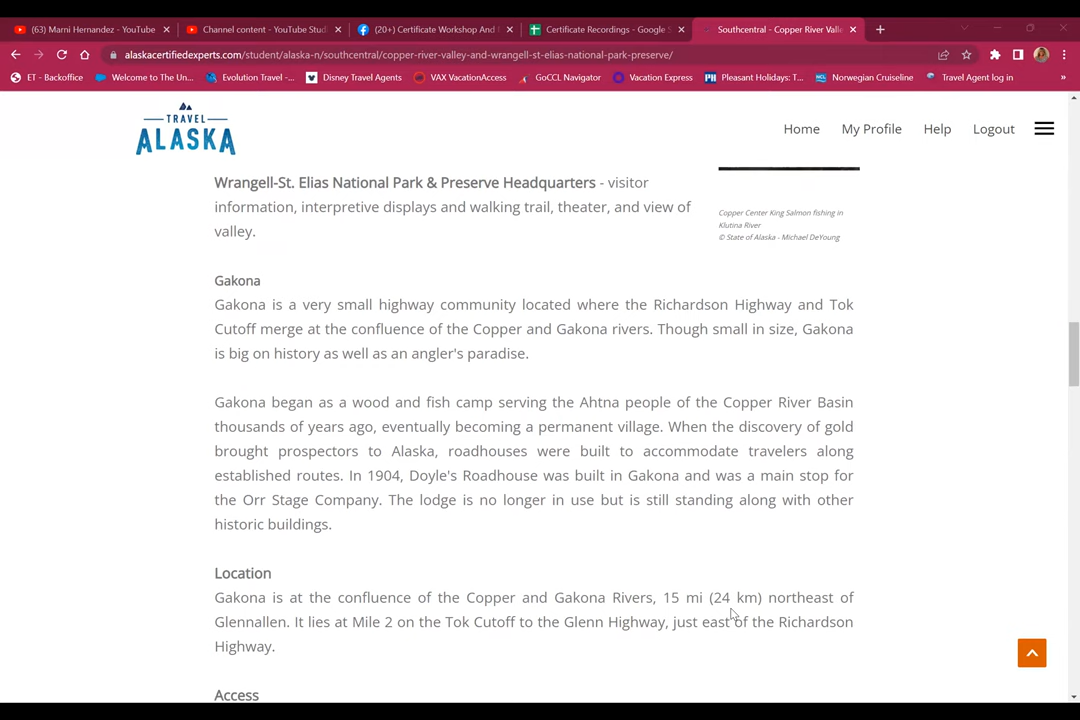 (63) Marni Hernandez - YouTube
Channel content - YouTube Studi
(20+) Certificate Workshop And
Certificate Recordings - Google S
Southcentral - Copper River Valle
alaskacertifiedexperts.com/student/alaska-n/southcentral/copper-river-valley-and-wrangell-st-elias-national-park-preserve/
ET - Backoffice
Welcome to The Un...
Evolution Travel -...
Disney Travel Agents
VAX VacationAccess
GoCCL Navigator
Vacation Express
Pleasant Holidays: T...
Norwegian Cruiseline
Travel Agent log in
TRAVEL
ALASKA
Home
My Profile
Help
Logout
Wrangell-St. Elias National Park & Preserve Headquarters - visitor
information, interpretive displays and walking trail, theater, and view of
valley.
Copper Center King Salmon fishing in
Klutina River
© State of Alaska - Michael DeYoung
Gakona
Gakona is a very small highway community located where the Richardson Highway and Tok
Cutoff merge at the confluence of the Copper and Gakona rivers. Though small in size, Gakona
is big on history as well as an angler's paradise.
Gakona began as a wood and fish camp serving the Ahtna people of the Copper River Basin
thousands of years ago, eventually becoming a permanent village. When the discovery of gold
brought prospectors to Alaska, roadhouses were built to accommodate travelers along
established routes. In 1904, Doyle's Roadhouse was built in Gakona and was a main stop for
the Orr Stage Company. The lodge is no longer in use but is still standing along with other
historic buildings.
Location
Gakona is at the confluence of the Copper and Gakona Rivers, 15 mi (24 km) northeast of
Glennallen. It lies at Mile 2 on the Tok Cutoff to the Glenn Highway, just east of the Richardson
Highway.
Access